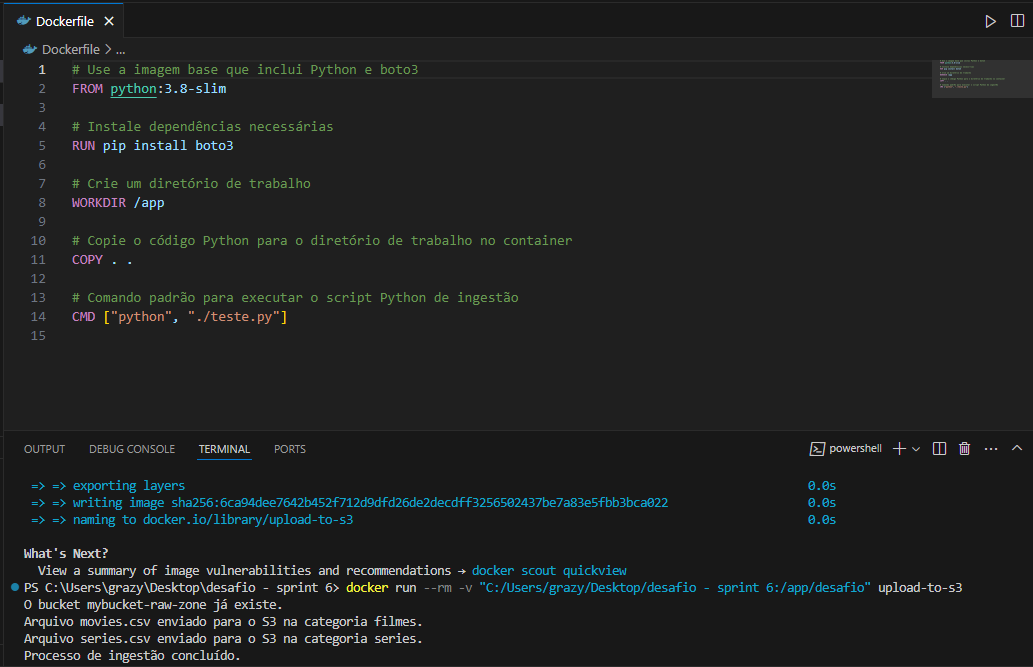 Dockerfile
Dockerfile > ...
1 # Use a imagem base que inclui Python e boto3
2 FROM python:3.8-slim
3
4 # Instale dependências necessárias
5 RUN pip install boto3
6
7 # Crie um diretório de trabalho
8 WORKDIR /app
9
10 # Copie o código Python para o diretório de trabalho no container
11 COPY . .
12
13 # Comando padrão para executar o script Python de ingestão
14 CMD ["python", "./teste.py"]
15
OUTPUT DEBUG CONSOLE TERMINAL PORTS powershell
=> => exporting layers 0.0s
=> => writing image sha256:6ca94dee7642b452f712d9dfd26de2decdff3256502437be7a83e5fbb3bca022 0.0s
=> => naming to docker.io/library/upload-to-s3 0.0s
What's Next?
View a summary of image vulnerabilities and recommendations → docker scout quickview
PS C:\Users\grazy\Desktop\desafio - sprint 6> docker run --rm -v "C:/Users/grazy/Desktop/desafio - sprint 6:/app/desafio" upload-to-s3
O bucket mybucket-raw-zone já existe.
Arquivo movies.csv enviado para o S3 na categoria filmes.
Arquivo series.csv enviado para o S3 na categoria series.
Processo de ingestão concluído.